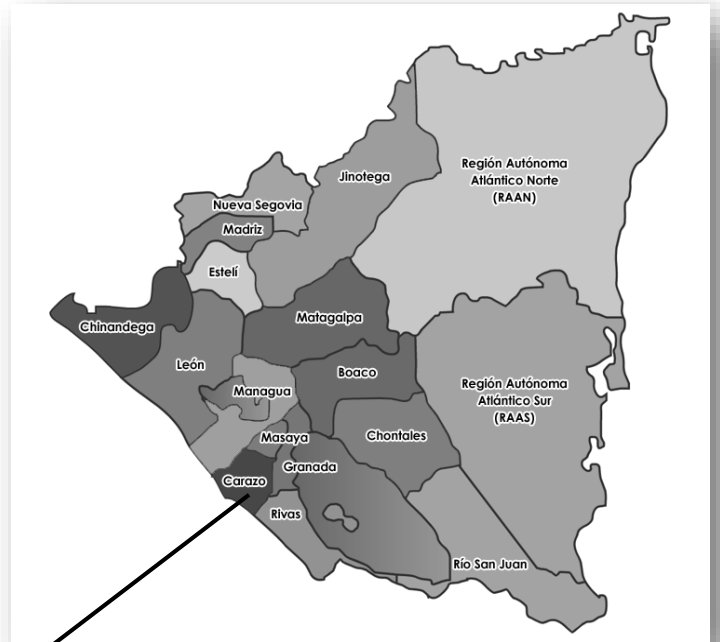 Región Autónoma
Atlántico Norte
(RAAN)
Jinotega
Nueva Segovia
Madriz
Estelí
Chinandega
Matagalpa
León
Boaco
Managua
Región Autónoma
Atlántico Sur
(RAAS)
Masaya
Chontales
Granada
Carazo
Rivas
Río San Juan